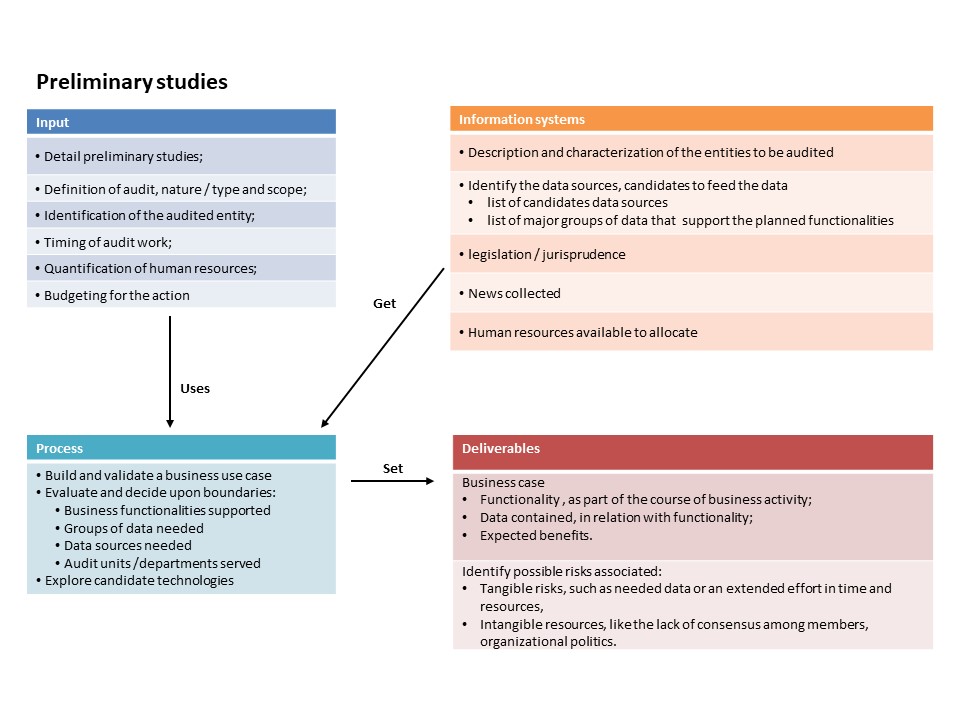 Preliminary studies
Input
• Detail preliminary studies;
• Definition of audit, nature / type and scope;
• Identification of the audited entity;
• Timing of audit work;
• Quantification of human resources;
• Budgeting for the action
Information systems
• Description and characterization of the entities to be audited
• Identify the data sources, candidates to feed the data
• list of candidates data sources
• list of major groups of data that support the planned functionalities
• legislation / jurisprudence
• News collected
• Human resources available to allocate
Get
Uses
Process
• Build and validate a business use case
• Evaluate and decide upon boundaries:
• Business functionalities supported
• Groups of data needed
• Data sources needed
• Audit units /departments served
• Explore candidate technologies
Set
Deliverables
Business case
• Functionality , as part of the course of business activity;
• Data contained, in relation with functionality;
• Expected benefits.
Identify possible risks associated:
• Tangible risks, such as needed data or an extended effort in time and
resources,
• Intangible resources, like the lack of consensus among members,
organizational politics.